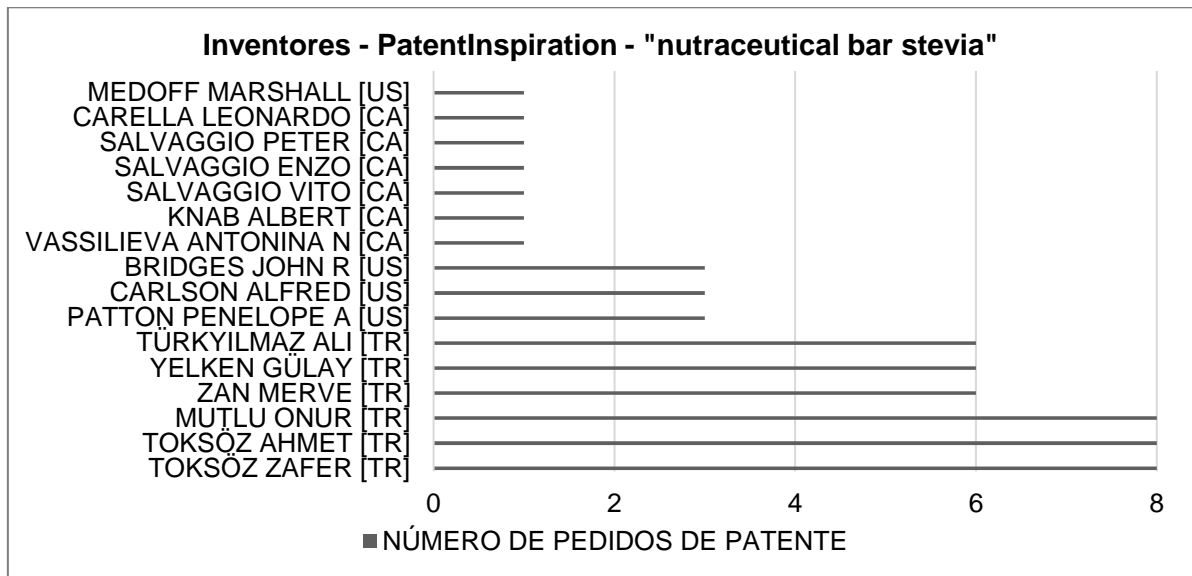 Inventores - PatentInspiration - "nutraceutical bar stevia"
MEDOFF MARSHALL [US]
CARELLA LEONARDO [CA]
SALVAGGIO PETER [CA]
SALVAGGIO ENZO [CA]
SALVAGGIO VITO [CA]
KNAB ALBERT [CA]
VASSILIEVA ANTONINA N [CA]
BRIDGES JOHN R [US]
CARLSON ALFRED [US]
PATTON PENELOPE A [US]
TÜRKYILMAZ ALI [TR]
YELKEN GÜLAY [TR]
ZAN MERVE [TR]
MUTLU ONUR [TR]
TOKSÖZ AHMET [TR]
TOKSÖZ ZAFER [TR]
0 2 4 6 8
NÚMERO DE PEDIDOS DE PATENTE